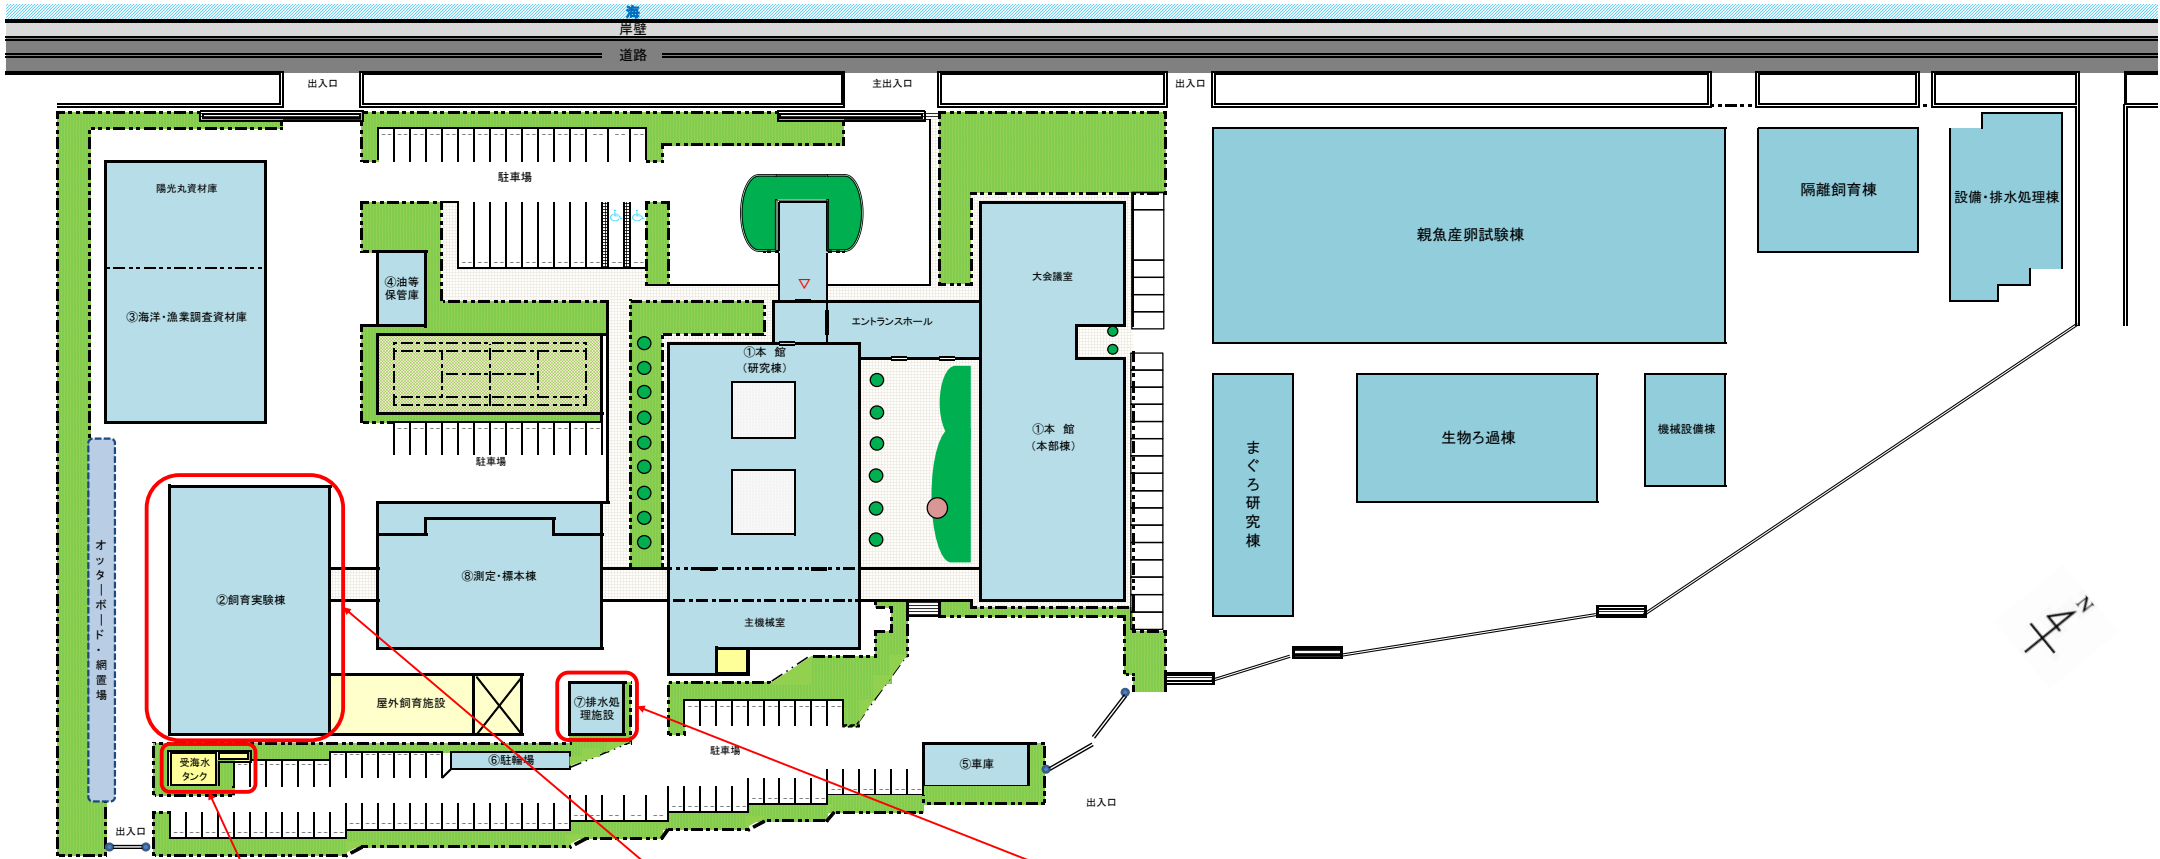 海
岸壁
道路
出入口
主出入口
出入口
陽光丸資材庫
駐車場
隔離飼育棟
設備・排水処理棟
親魚産卵試験棟
④油等
保管庫
大会議室
③海洋・漁業調査資材庫
エントランスホール
①本 館
(研究棟)
①本 館
(本部棟)
まぐろ研究棟
生物ろ過棟
機械設備棟
駐車場
オッターボード・網置場
②飼育実験棟
⑧測定・標本棟
主機械室
N
屋外飼育施設
⑦排水処
理施設
駐車場
受海水
タンク
⑥駐輪場
⑤車庫
出入口
出入口